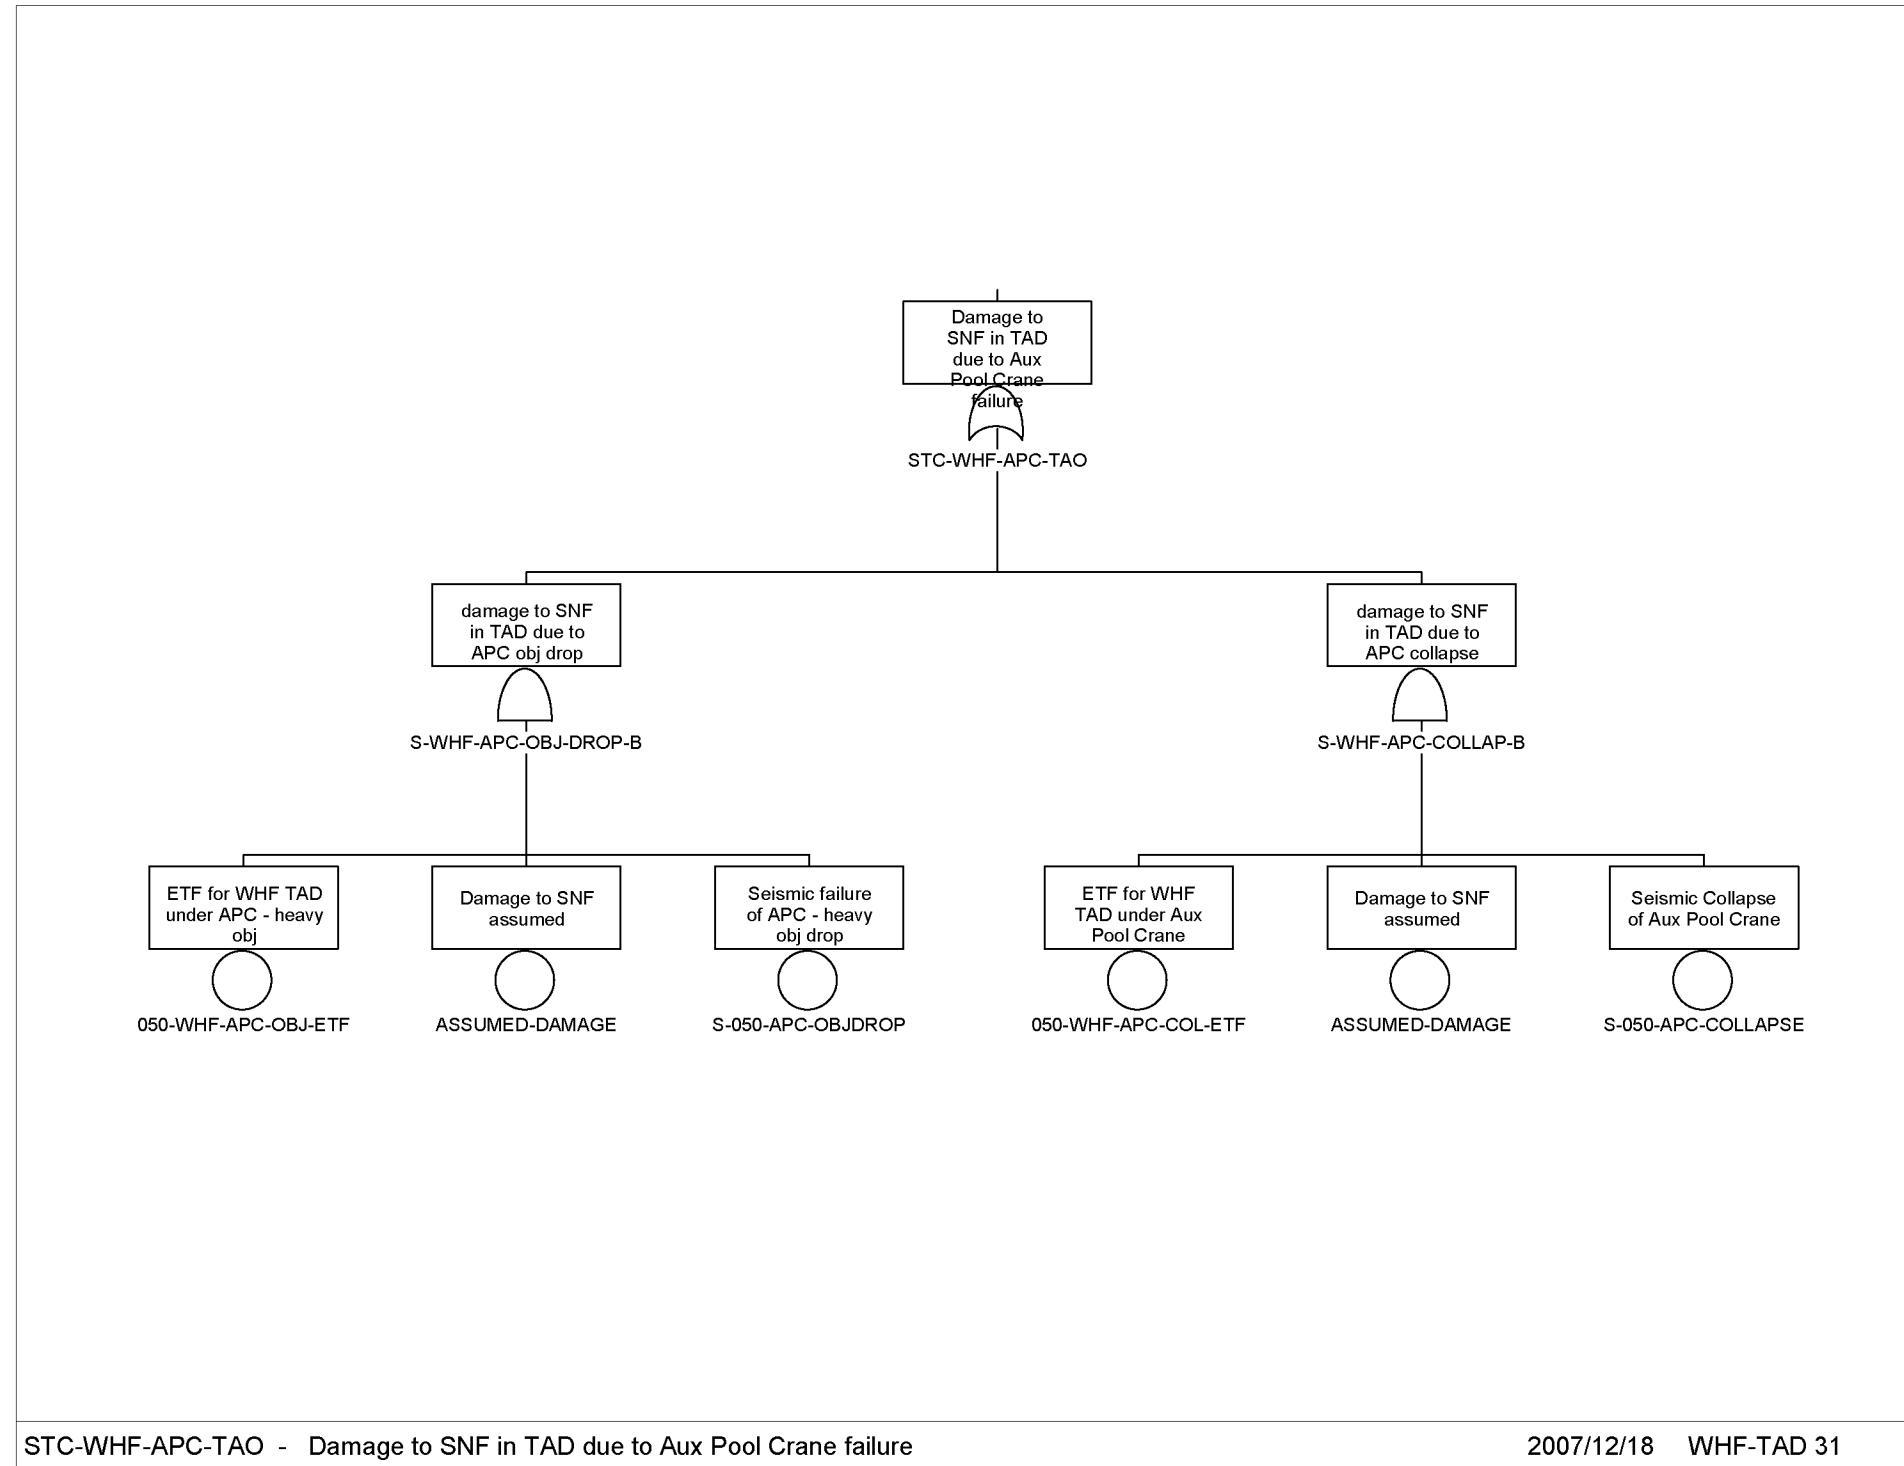 Damage to
SNF in TAD
due to Aux
Pool Crane
failure
STC-WHF-APC-TAO
damage to SNF
in TAD due to
APC obj drop
S-WHF-APC-OBJ-DROP-B
damage to SNF
in TAD due to
APC collapse
S-WHF-APC-COLLAP-B
ETF for WHF TAD
under APC - heavy
obj
050-WHF-APC-OBJ-ETF
Damage to SNF
assumed
ASSUMED-DAMAGE
Seismic failure
of APC - heavy
obj drop
S-050-APC-OBJDROP
ETF for WHF
TAD under Aux
Pool Crane
050-WHF-APC-COL-ETF
Damage to SNF
assumed
ASSUMED-DAMAGE
Seismic Collapse
of Aux Pool Crane
S-050-APC-COLLAPSE
STC-WHF-APC-TAO - Damage to SNF in TAD due to Aux Pool Crane failure
2007/12/18 WHF-TAD 31